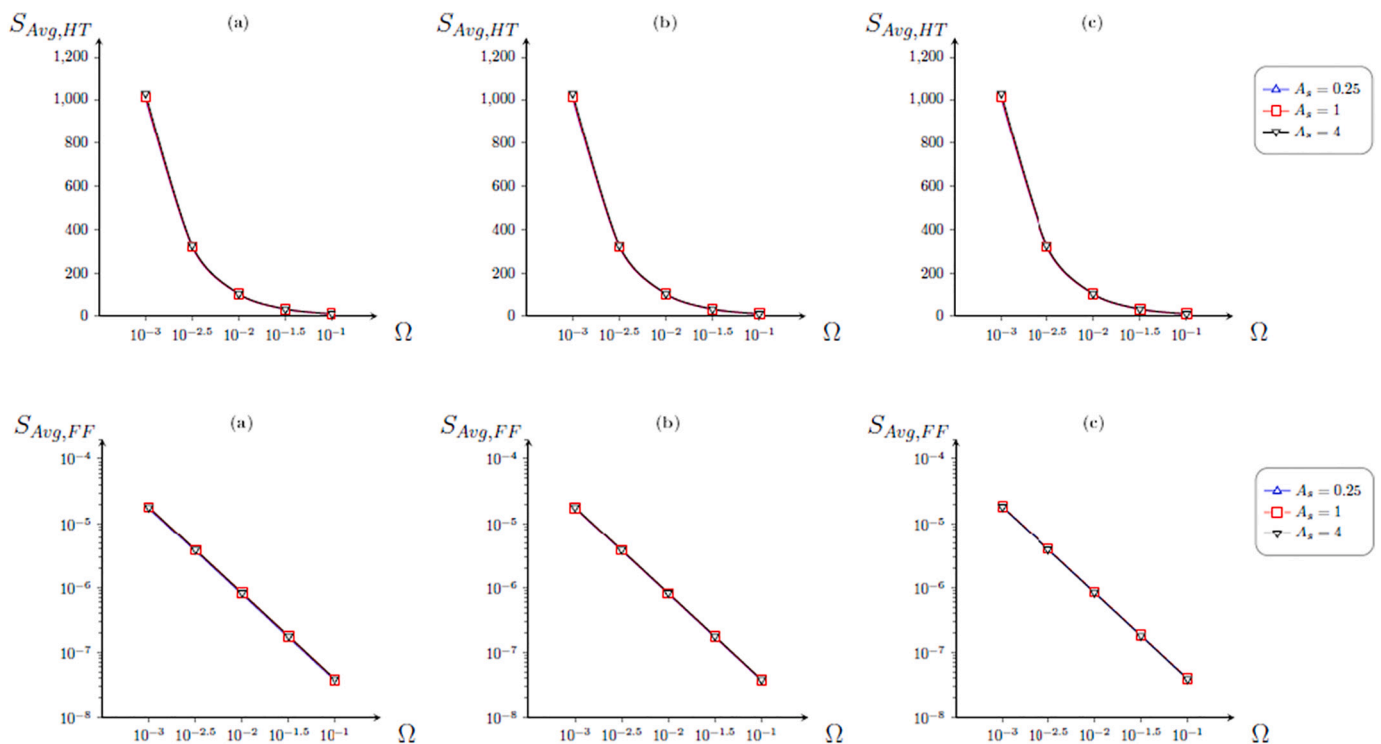 S_{Avg,HT} (a) S_{Avg,HT} (b) S_{Avg,HT} (c)
1,200 1,200 1,200
1,000 1,000 1,000
800 800 800
600 600 600
400 400 400
200 200 200
0 0 0
10^{-3} 10^{-2.5} 10^{-2} 10^{-1.5} 10^{-1} Ω 10^{-3} 10^{-2.5} 10^{-2} 10^{-1.5} 10^{-1} Ω 10^{-3} 10^{-2.5} 10^{-2} 10^{-1.5} 10^{-1} Ω
A_s = 0.25
A_s = 1
A_s = 4
S_{Avg,FF} (a) S_{Avg,FF} (b) S_{Avg,FF} (c)
10^{-4} 10^{-4} 10^{-4}
10^{-5} 10^{-5} 10^{-5}
10^{-6} 10^{-6} 10^{-6}
10^{-7} 10^{-7} 10^{-7}
10^{-8} 10^{-8} 10^{-8}
10^{-3} 10^{-2.5} 10^{-2} 10^{-1.5} 10^{-1} Ω 10^{-3} 10^{-2.5} 10^{-2} 10^{-1.5} 10^{-1} Ω 10^{-3} 10^{-2.5} 10^{-2} 10^{-1.5} 10^{-1} Ω
A_s = 0.25
A_s = 1
A_s = 4